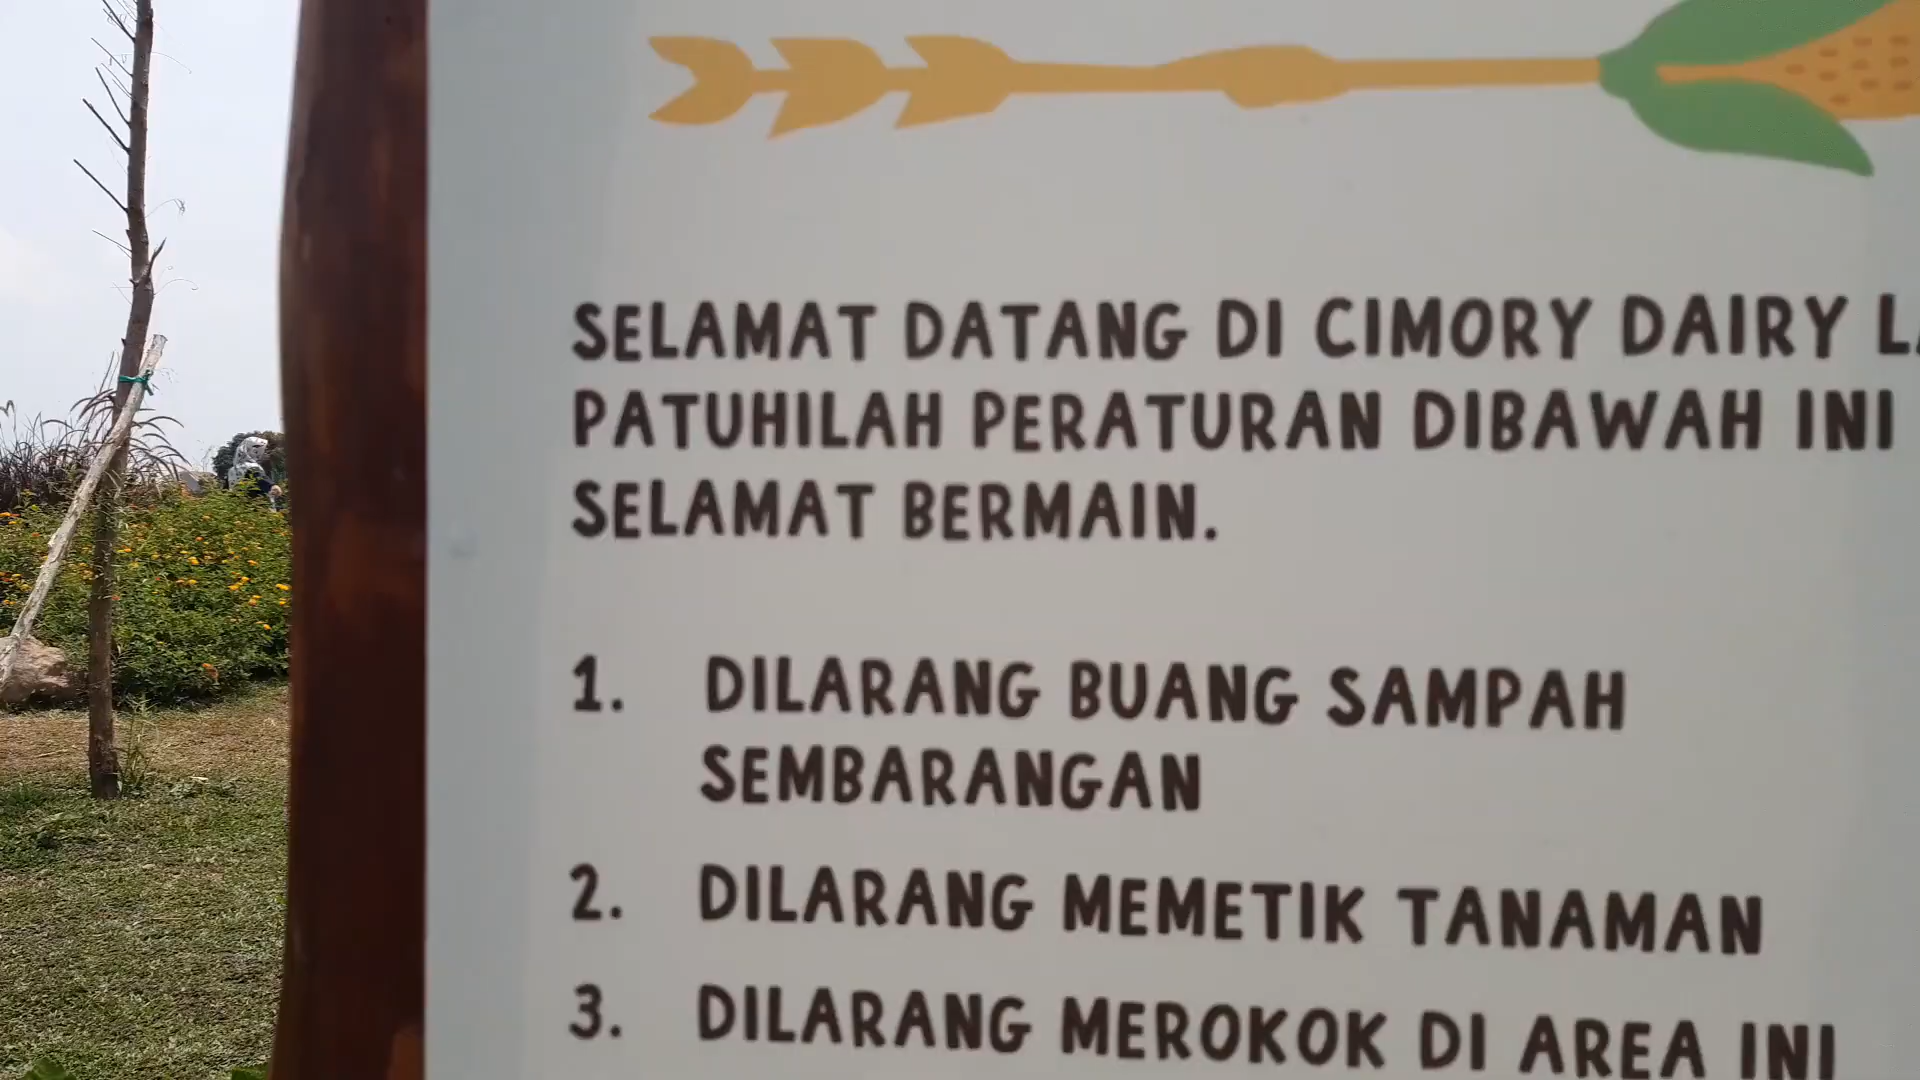 SELAMAT DATANG DI CIMORY DAIRY
PATUHILAH PERATURAN DIBAWAH INI
SELAMAT BERMAIN.
1. DILARANG BUANG SAMPAH
SEMBARANGAN
2. DILARANG MEMETIK TANAMAN
3. DILARANG MEROKOK DI AREA INI